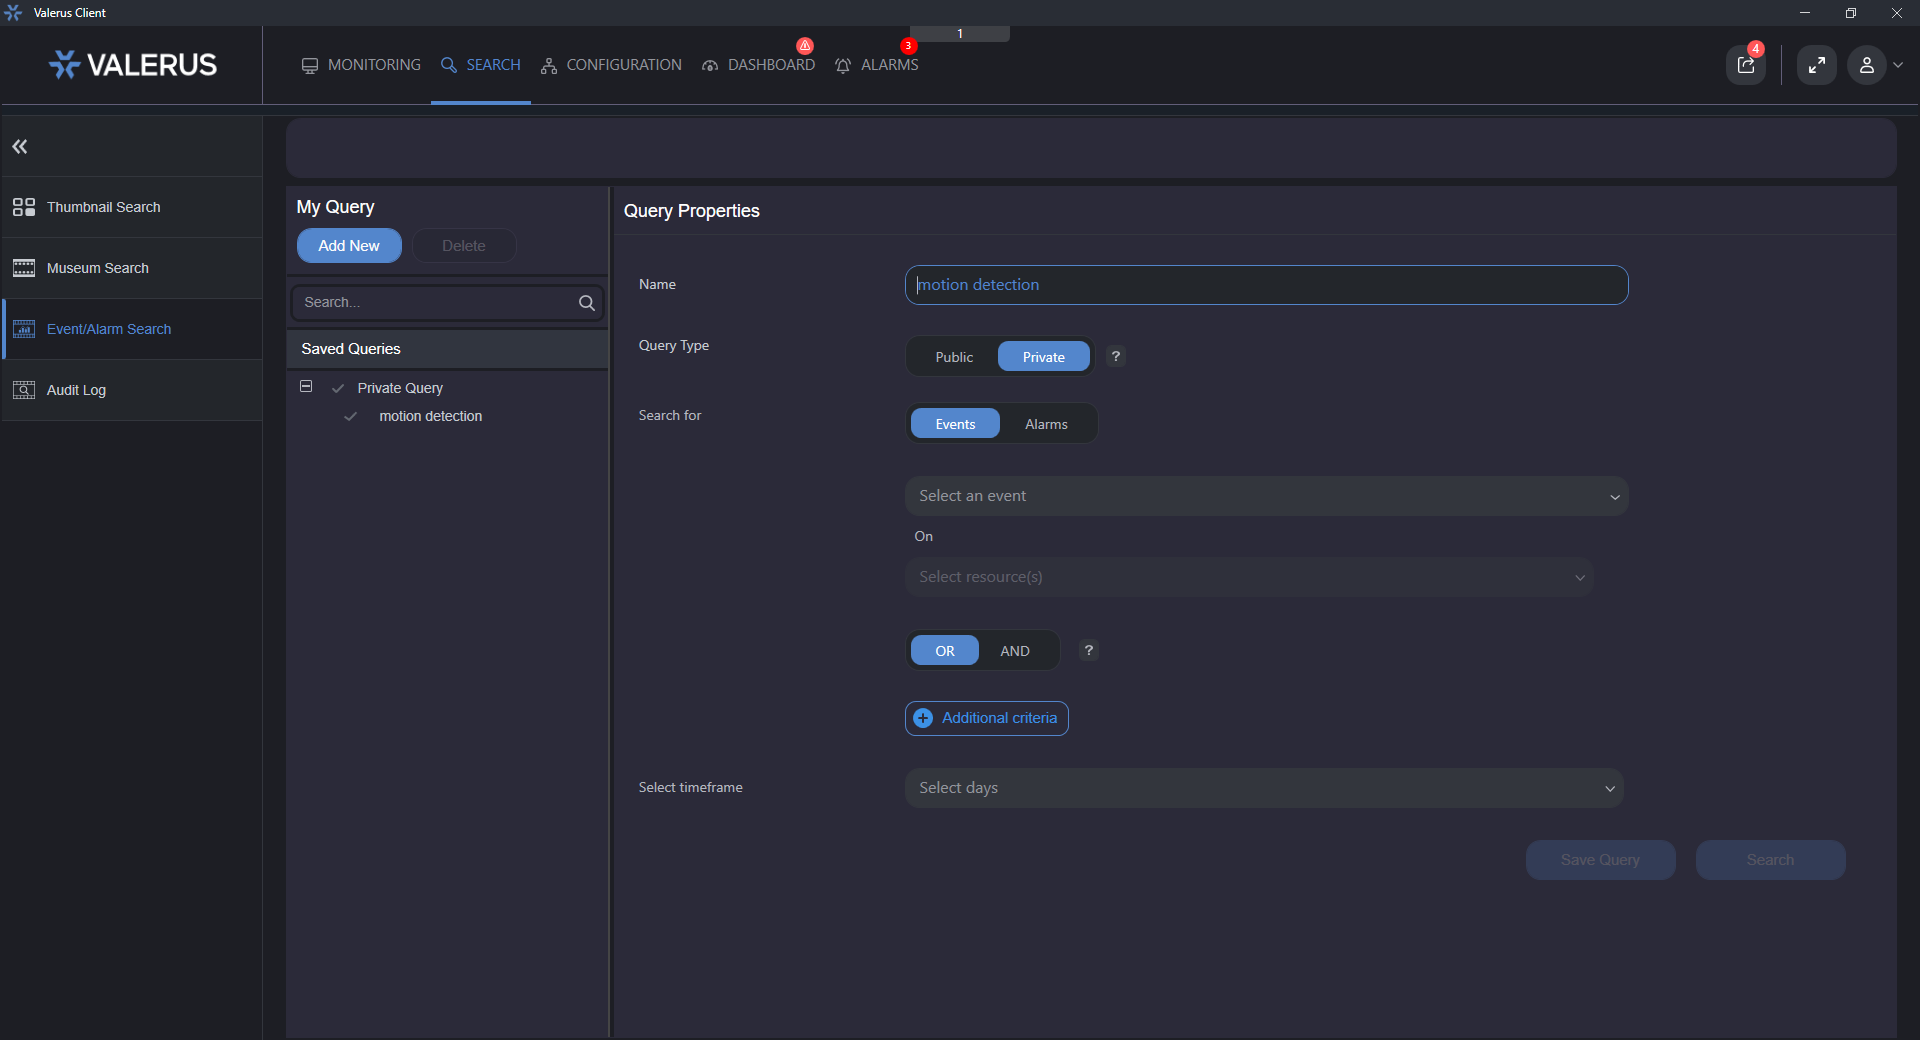 Valerus Client
1
VALERUS
MONITORING
SEARCH
CONFIGURATION
DASHBOARD
ALARMS
3
4
Thumbnail Search
Museum Search
Event/Alarm Search
Audit Log
My Query
Add New
Delete
Search...
Saved Queries
Private Query
motion detection
Query Properties
Name
motion detection
Query Type
Public
Private
?
Search for
Events
Alarms
Select an event
On
Select resource(s)
OR
AND
?
Additional criteria
Select timeframe
Select days
Save Query
Search